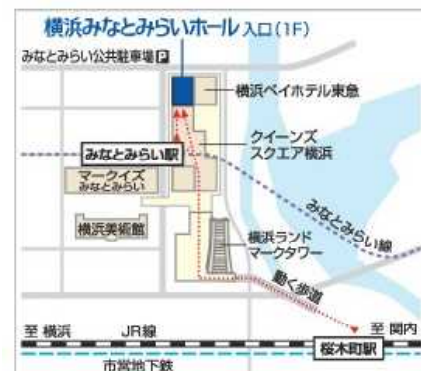 横浜みなとみらいホール 入口(1F)
みなとみらい公共駐車場 P
横浜ベイホテル東急
クイーンズ
スクエア横浜
みなとみらい駅
マークイズ
みなとみらい
みなとみらい線
横浜美術館
横浜ランド
マークタワー
動く歩道
至 横浜
JR線
至 関内
桜木町駅
市営地下鉄